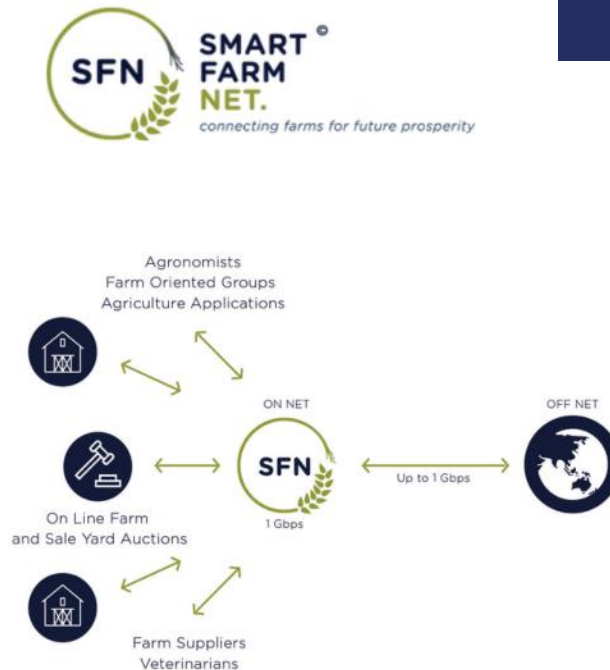 SFN
SMART ©
FARM
NET.
connecting farms for future prosperity
Agronomists
Farm Oriented Groups
Agriculture Applications
ON NET
SFN
1 Gbps
Up to 1 Gbps
OFF NET
On Line Farm
and Sale Yard Auctions
Farm Suppliers
Veterinarians